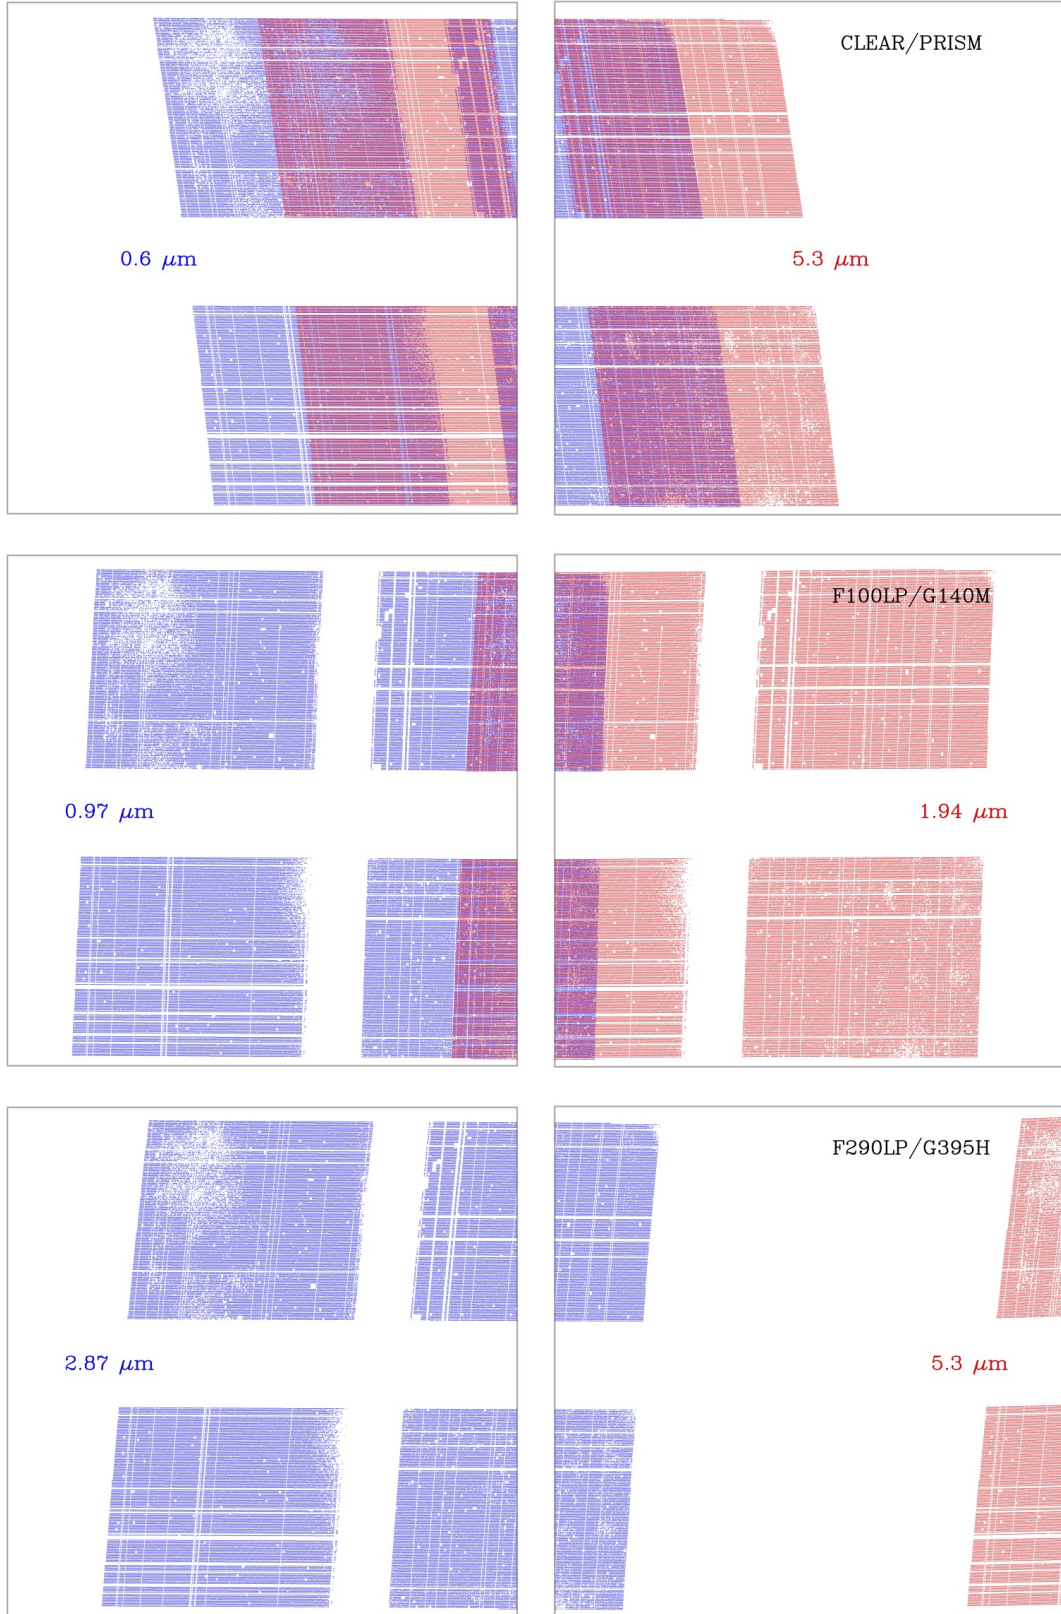 CLEAR/PRISM
0.6 μm
5.3 μm
F100LP/G140M
0.97 μm
1.94 μm
F290LP/G395H
2.87 μm
5.3 μm